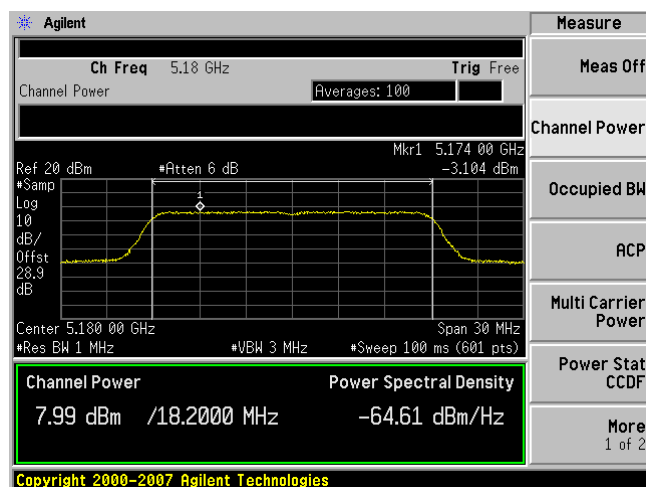 Agilent
Measure
Ch Freq 5.18 GHz Trig Free
Meas Off
Channel Power Averages: 100
Channel Power
Mkr1 5.174 00 GHz
Ref 20 dBm #Atten 6 dB -3.104 dBm
#Samp
Log
10
dB/
Offst
28.9
dB
1
Occupied BW
ACP
Multi Carrier
Power
Center 5.180 00 GHz Span 30 MHz
#Res BW 1 MHz #VBW 3 MHz #Sweep 100 ms (601 pts)
Power Stat
CCDF
Channel Power Power Spectral Density
7.99 dBm /18.2000 MHz -64.61 dBm/Hz
More
1 of 2
Copyright 2000-2007 Agilent Technologies